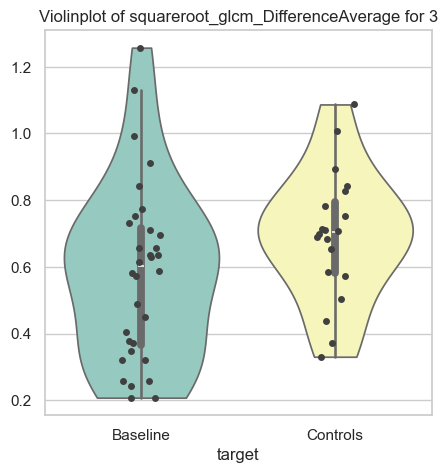 Violinplot of squareroot_glcm_DifferenceAverage for 3
1.2
1.0
0.8
0.6
0.4
0.2
Baseline Controls
target